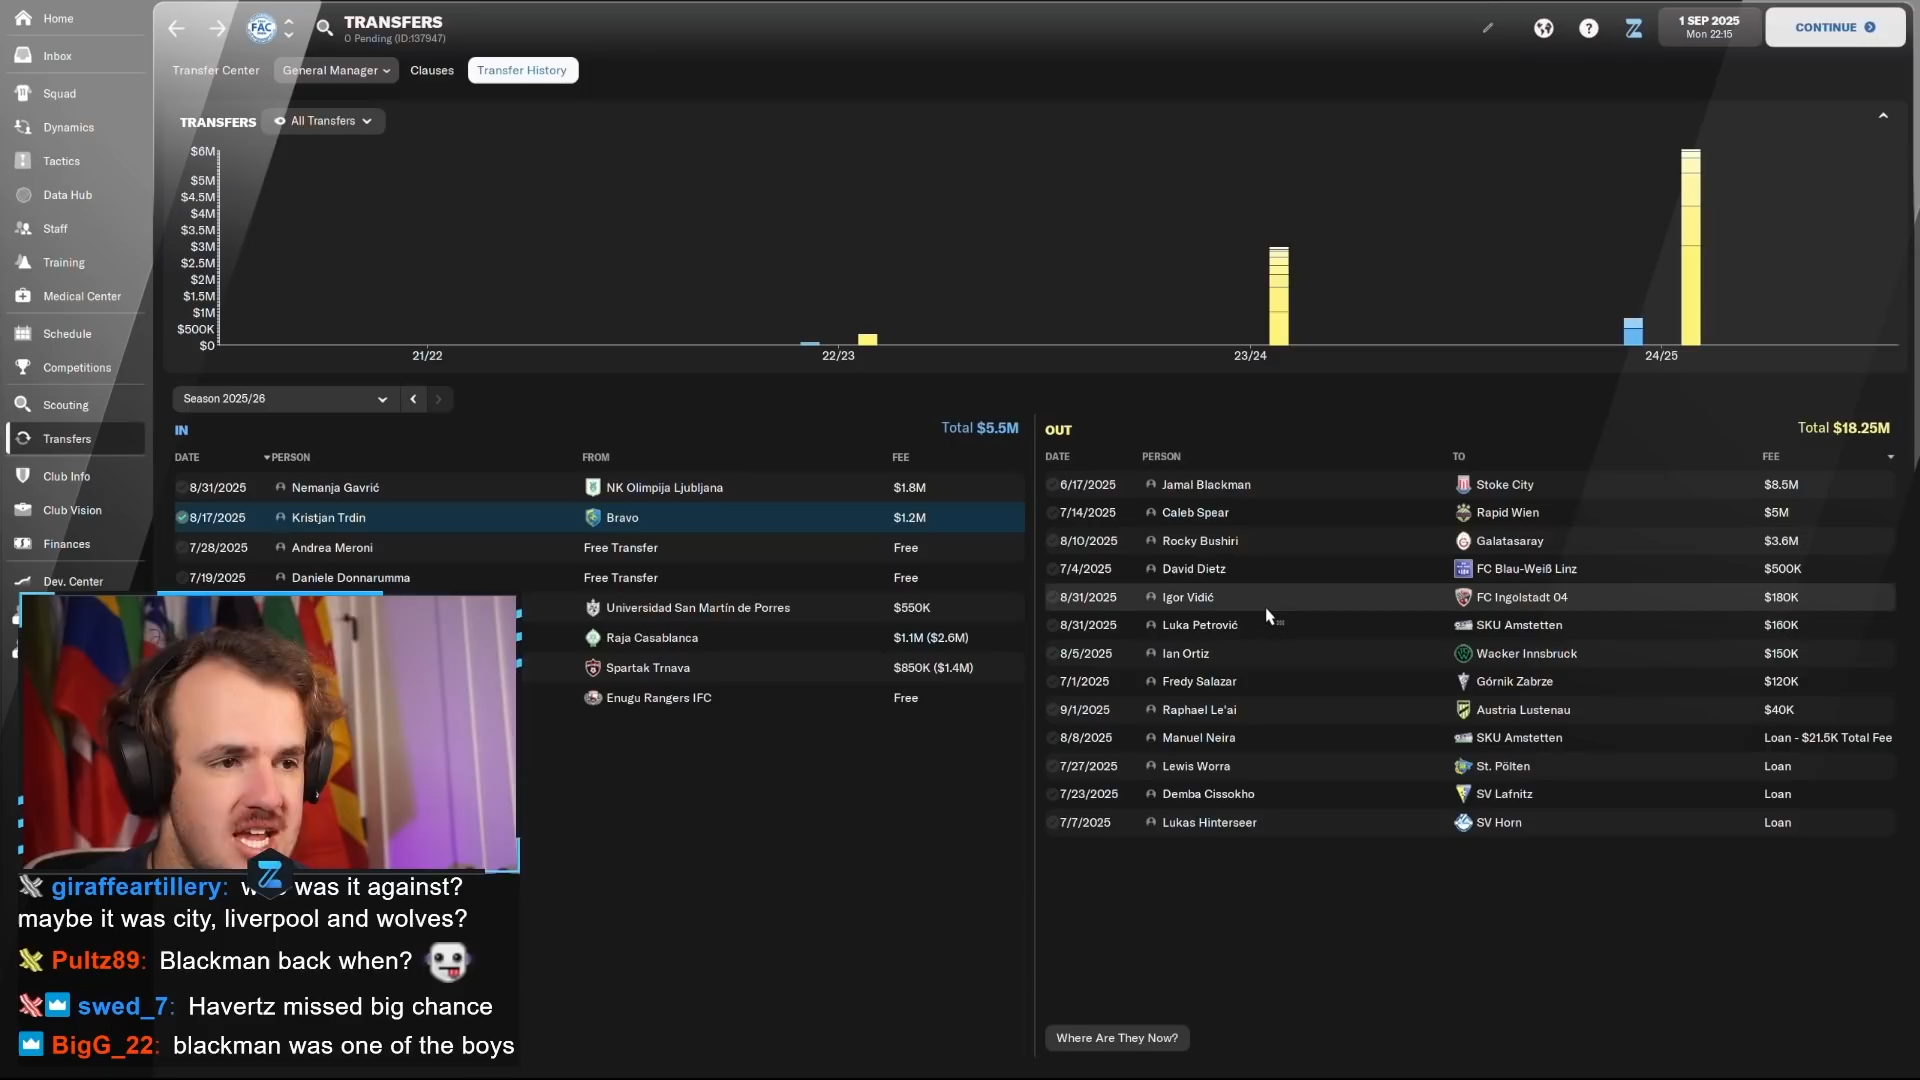 Home
Inbox
Squad
Dynamics
Tactics
Data Hub
Staff
Training
Medical Center
Schedule
Competitions
Scouting
Transfers
Club Info
Club Vision
Finances
Dev. Center
FAC
TRANSFERS
0 Pending (ID:137947)
1 SEP 2025
Mon 22:15
CONTINUE
Transfer Center
General Manager
Clauses
Transfer History
TRANSFERS
All Transfers
$6M
$5M
$4.5M
$4M
$3.5M
$3M
$2.5M
$2M
$1.5M
$1M
$500K
$0
21/22
22/23
23/24
24/25
Season 2025/26
IN
Total $5.5M
DATE PERSON FROM FEE
8/31/2025 Nemanja Gavrić NK Olimpija Ljubljana $1.8M
8/17/2025 Kristjan Trdin Bravo $1.2M
7/28/2025 Andrea Meroni Free Transfer Free
7/19/2025 Daniele Donnarumma Free Transfer Free
Universidad San Martín de Porres $550K
Raja Casablanca $1.1M ($2.6M)
Spartak Trnava $850K ($1.4M)
Enugu Rangers IFC Free
OUT
Total $18.25M
DATE PERSON TO FEE
6/17/2025 Jamal Blackman Stoke City $8.5M
7/14/2025 Caleb Spear Rapid Wien $5M
8/10/2025 Rocky Bushiri Galatasaray $3.6M
7/4/2025 David Dietz FC Blau-Weiß Linz $500K
8/31/2025 Igor Vidić FC Ingolstadt 04 $180K
8/31/2025 Luka Petrović SKU Amstetten $160K
8/5/2025 Ian Ortiz Wacker Innsbruck $150K
7/1/2025 Fredy Salazar Górnik Zabrze $120K
9/1/2025 Raphael Le'ai Austria Lustenau $40K
8/8/2025 Manuel Neira SKU Amstetten Loan - $21.5K Total Fee
7/27/2025 Lewis Worra St. Pölten Loan
7/23/2025 Demba Cissokho SV Lafnitz Loan
7/7/2025 Lukas Hinterseer SV Horn Loan
Where Are They Now?
giraffeartillery: was it against?
maybe it was city, liverpool and wolves?
Pultz89: Blackman back when?
swed_7: Havertz missed big chance
BigG_22: blackman was one of the boys